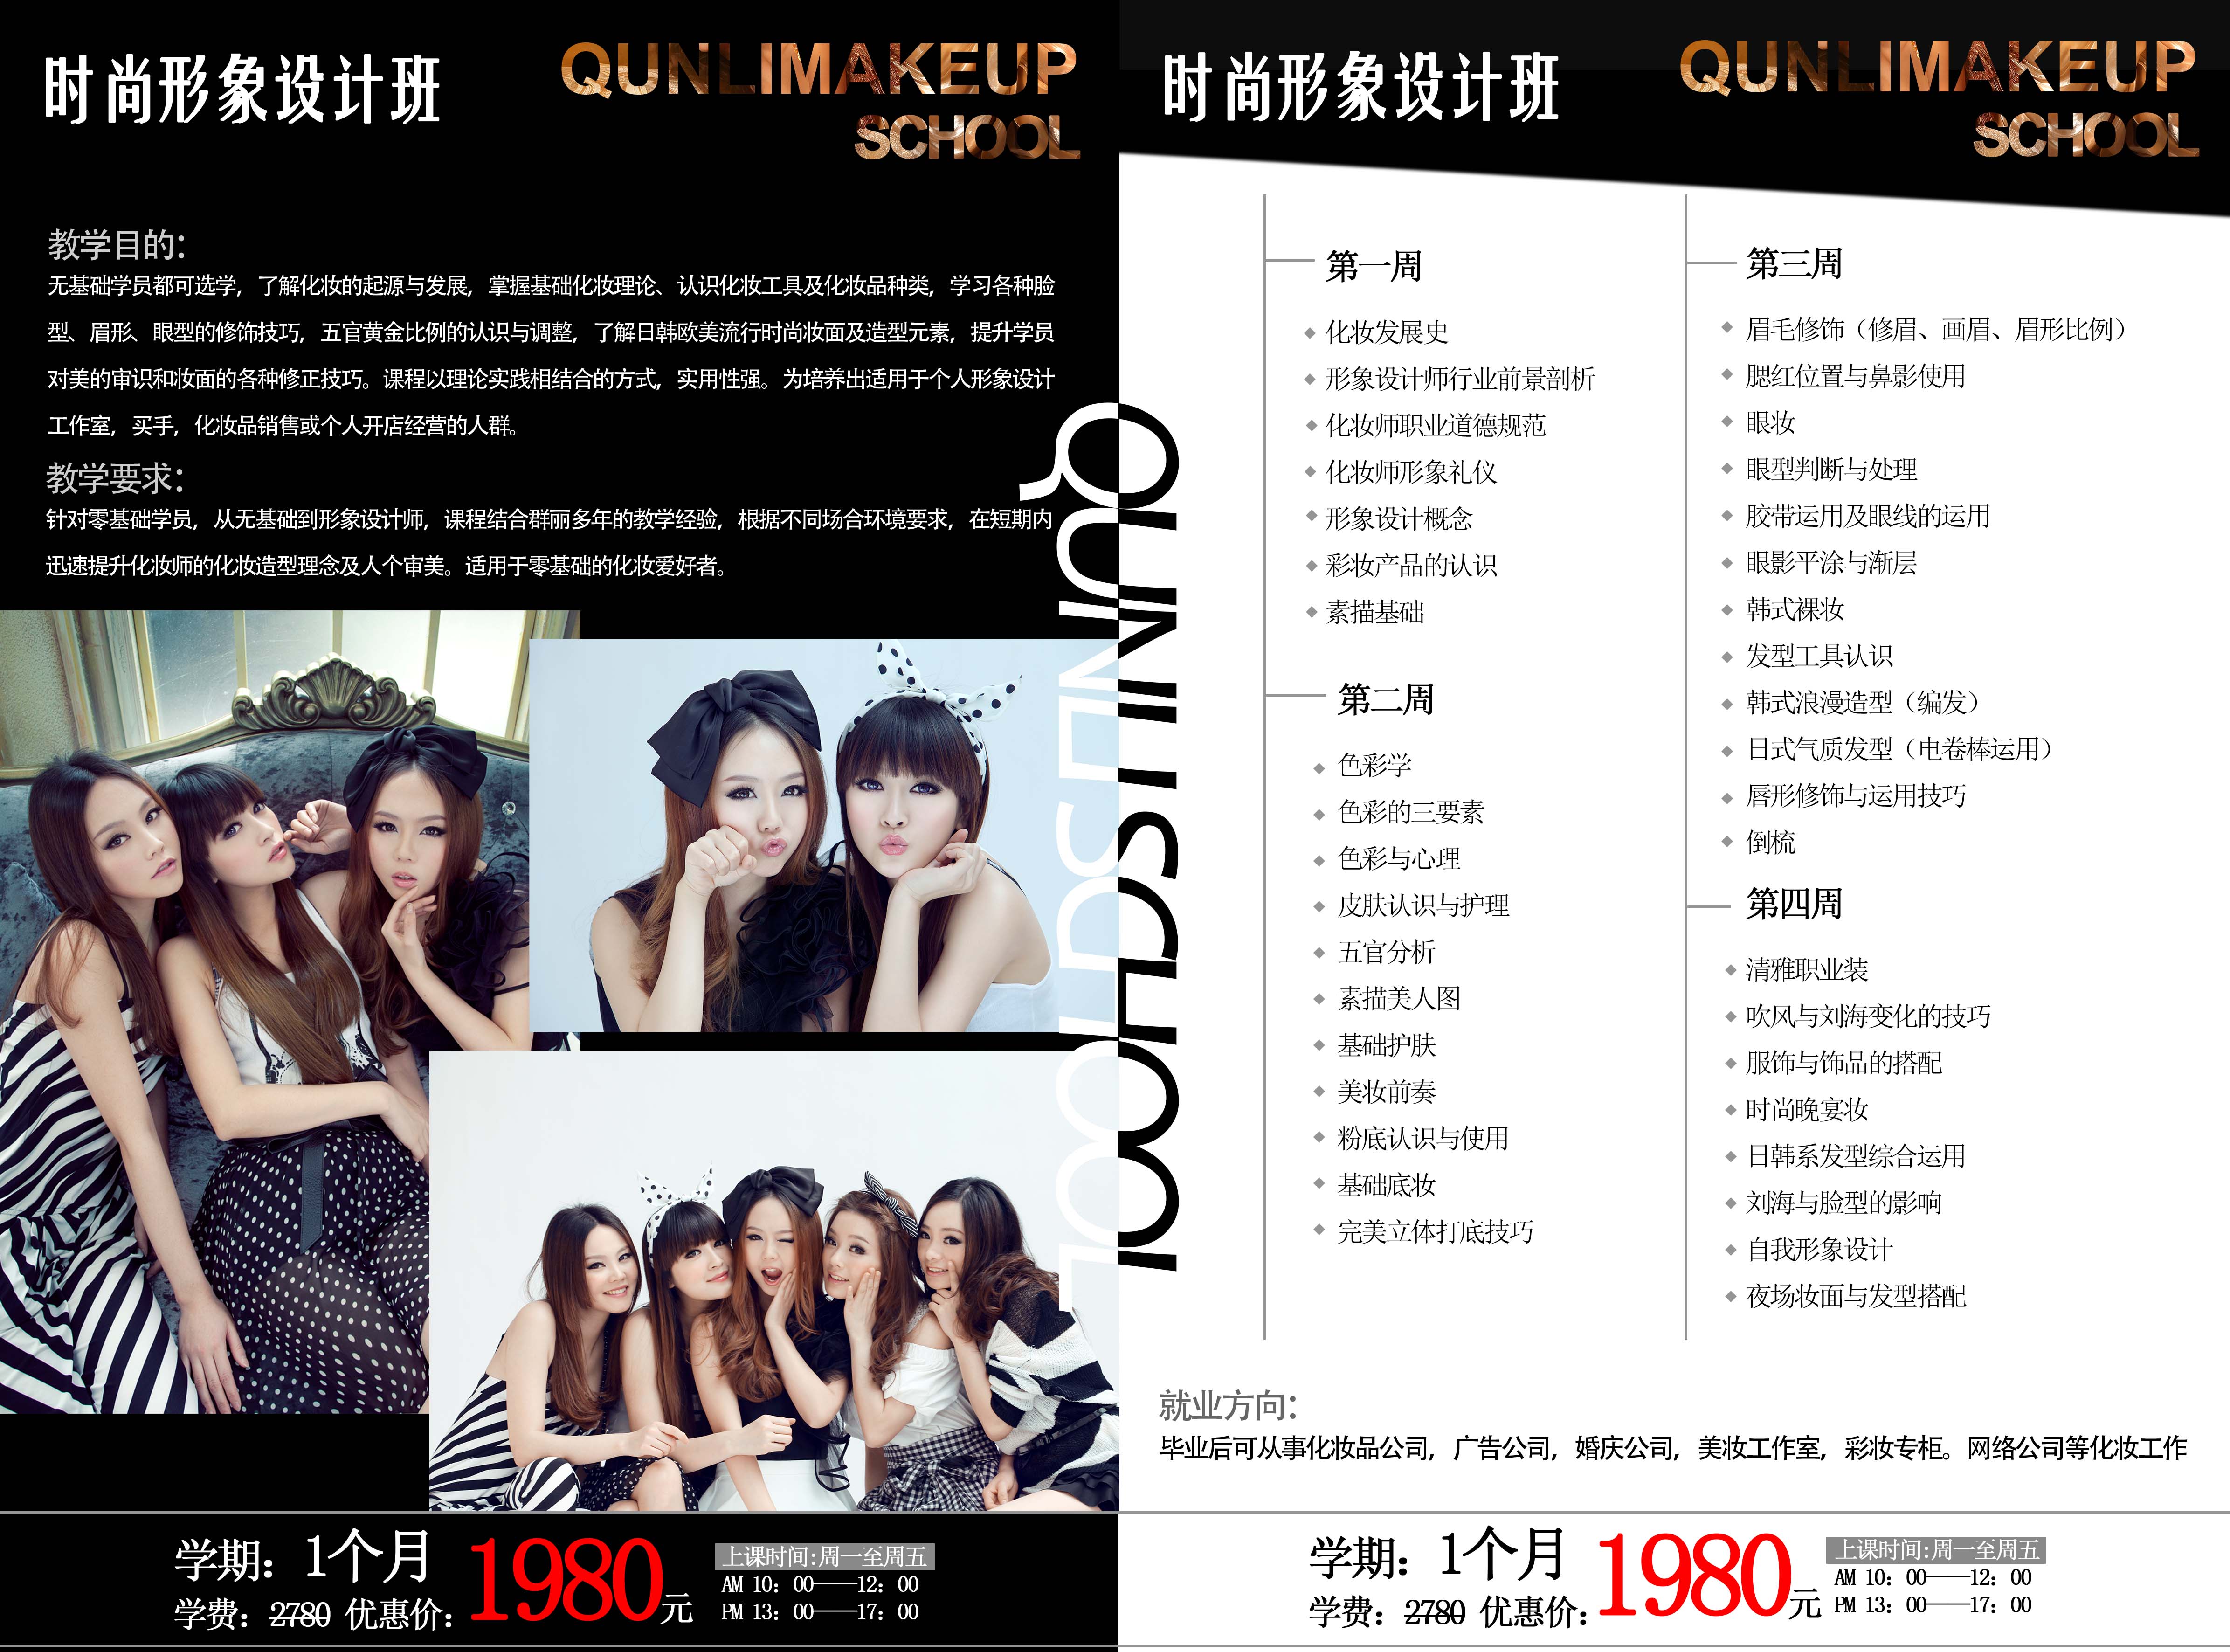 时尚形象设计班
QUNLIMAKEUP
SCHOOL
教学目的：
无基础学员都可选学，了解化妆的起源与发展，掌握基础化妆理论、认识化妆工具及化妆品种类，学习各种脸
型、眉形、眼型的修饰技巧，五官黄金比例的认识与调整，了解日韩欧美流行时尚妆面及造型元素，提升学员
对美的审识和妆面的各种修正技巧。课程以理论实践相结合的方式，实用性强。为培养出适用于个人形象设计
工作室，买手，化妆品销售或个人开店经营的人群。
教学要求：
针对零基础学员，从无基础到形象设计师，课程结合群丽多年的教学经验，根据不同场合环境要求，在短期内
迅速提升化妆师的化妆造型理念及人个审美。适用于零基础的化妆爱好者。
学期：1个月
学费：2780 优惠价：1980元
上课时间:周一至周五
AM 10：00——12：00
PM 13：00——17：00
时尚形象设计班
QUNLIMAKEUP
SCHOOL
第一周
化妆发展史
形象设计师行业前景剖析
化妆师职业道德规范
化妆师形象礼仪
形象设计概念
彩妆产品的认识
素描基础
第二周
色彩学
色彩的三要素
色彩与心理
皮肤认识与护理
五官分析
素描美人图
基础护肤
美妆前奏
粉底认识与使用
基础底妆
完美立体打底技巧
第三周
眉毛修饰（修眉、画眉、眉形比例）
腮红位置与鼻影使用
眼妆
眼型判断与处理
胶带运用及眼线的运用
眼影平涂与渐层
韩式裸妆
发型工具认识
韩式浪漫造型（编发）
日式气质发型（电卷棒运用）
唇形修饰与运用技巧
倒梳
第四周
清雅职业装
吹风与刘海变化的技巧
服饰与饰品的搭配
时尚晚宴妆
日韩系发型综合运用
刘海与脸型的影响
自我形象设计
夜场妆面与发型搭配
就业方向：
毕业后可从事化妆品公司，广告公司，婚庆公司，美妆工作室，彩妆专柜。网络公司等化妆工作
学期：1个月
学费：2780 优惠价：1980元
上课时间:周一至周五
AM 10：00——12：00
PM 13：00——17：00